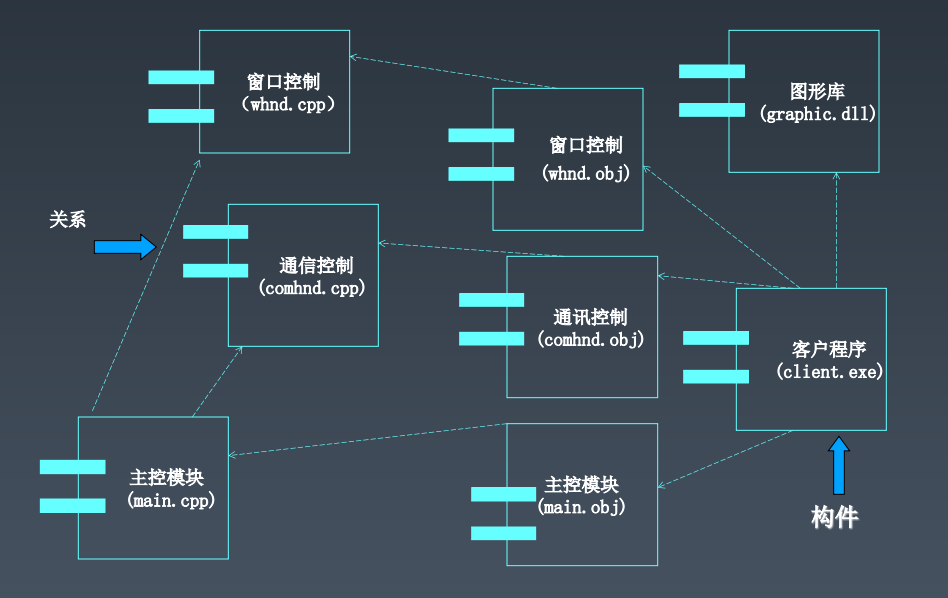 窗口控制
（whnd.cpp）
图形库
(graphic.dll)
窗口控制
(whnd.obj)
关系
通信控制
(comhnd.cpp)
通讯控制
(comhnd.obj)
客户程序
(client.exe)
主控模块
(main.cpp)
主控模块
(main.obj)
构件